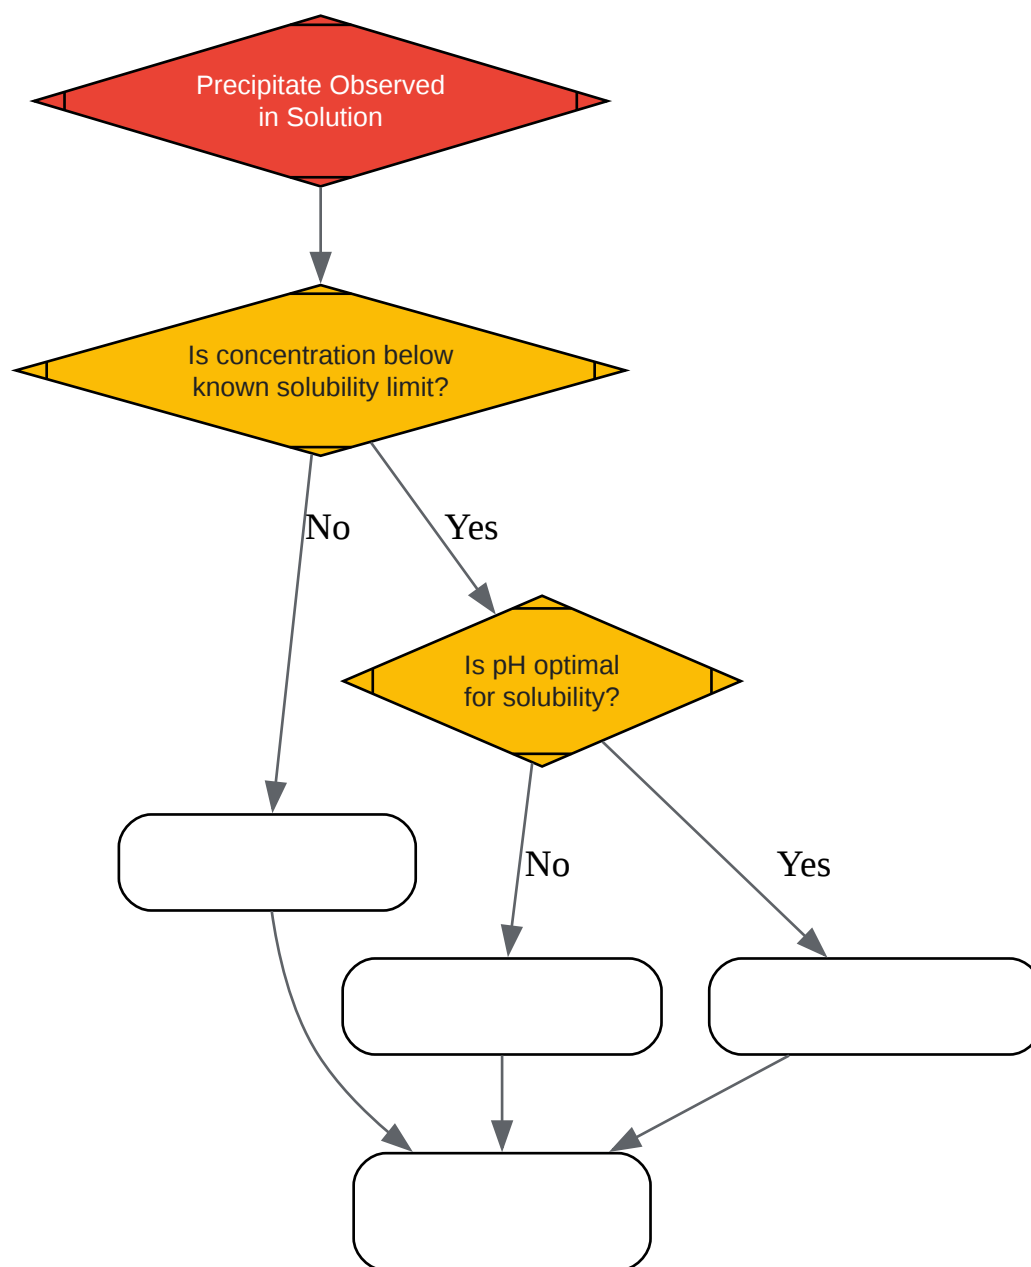 Precipitate Observed
in Solution
Is concentration below
known solubility limit?
No
Yes
Is pH optimal
for solubility?
No
Yes